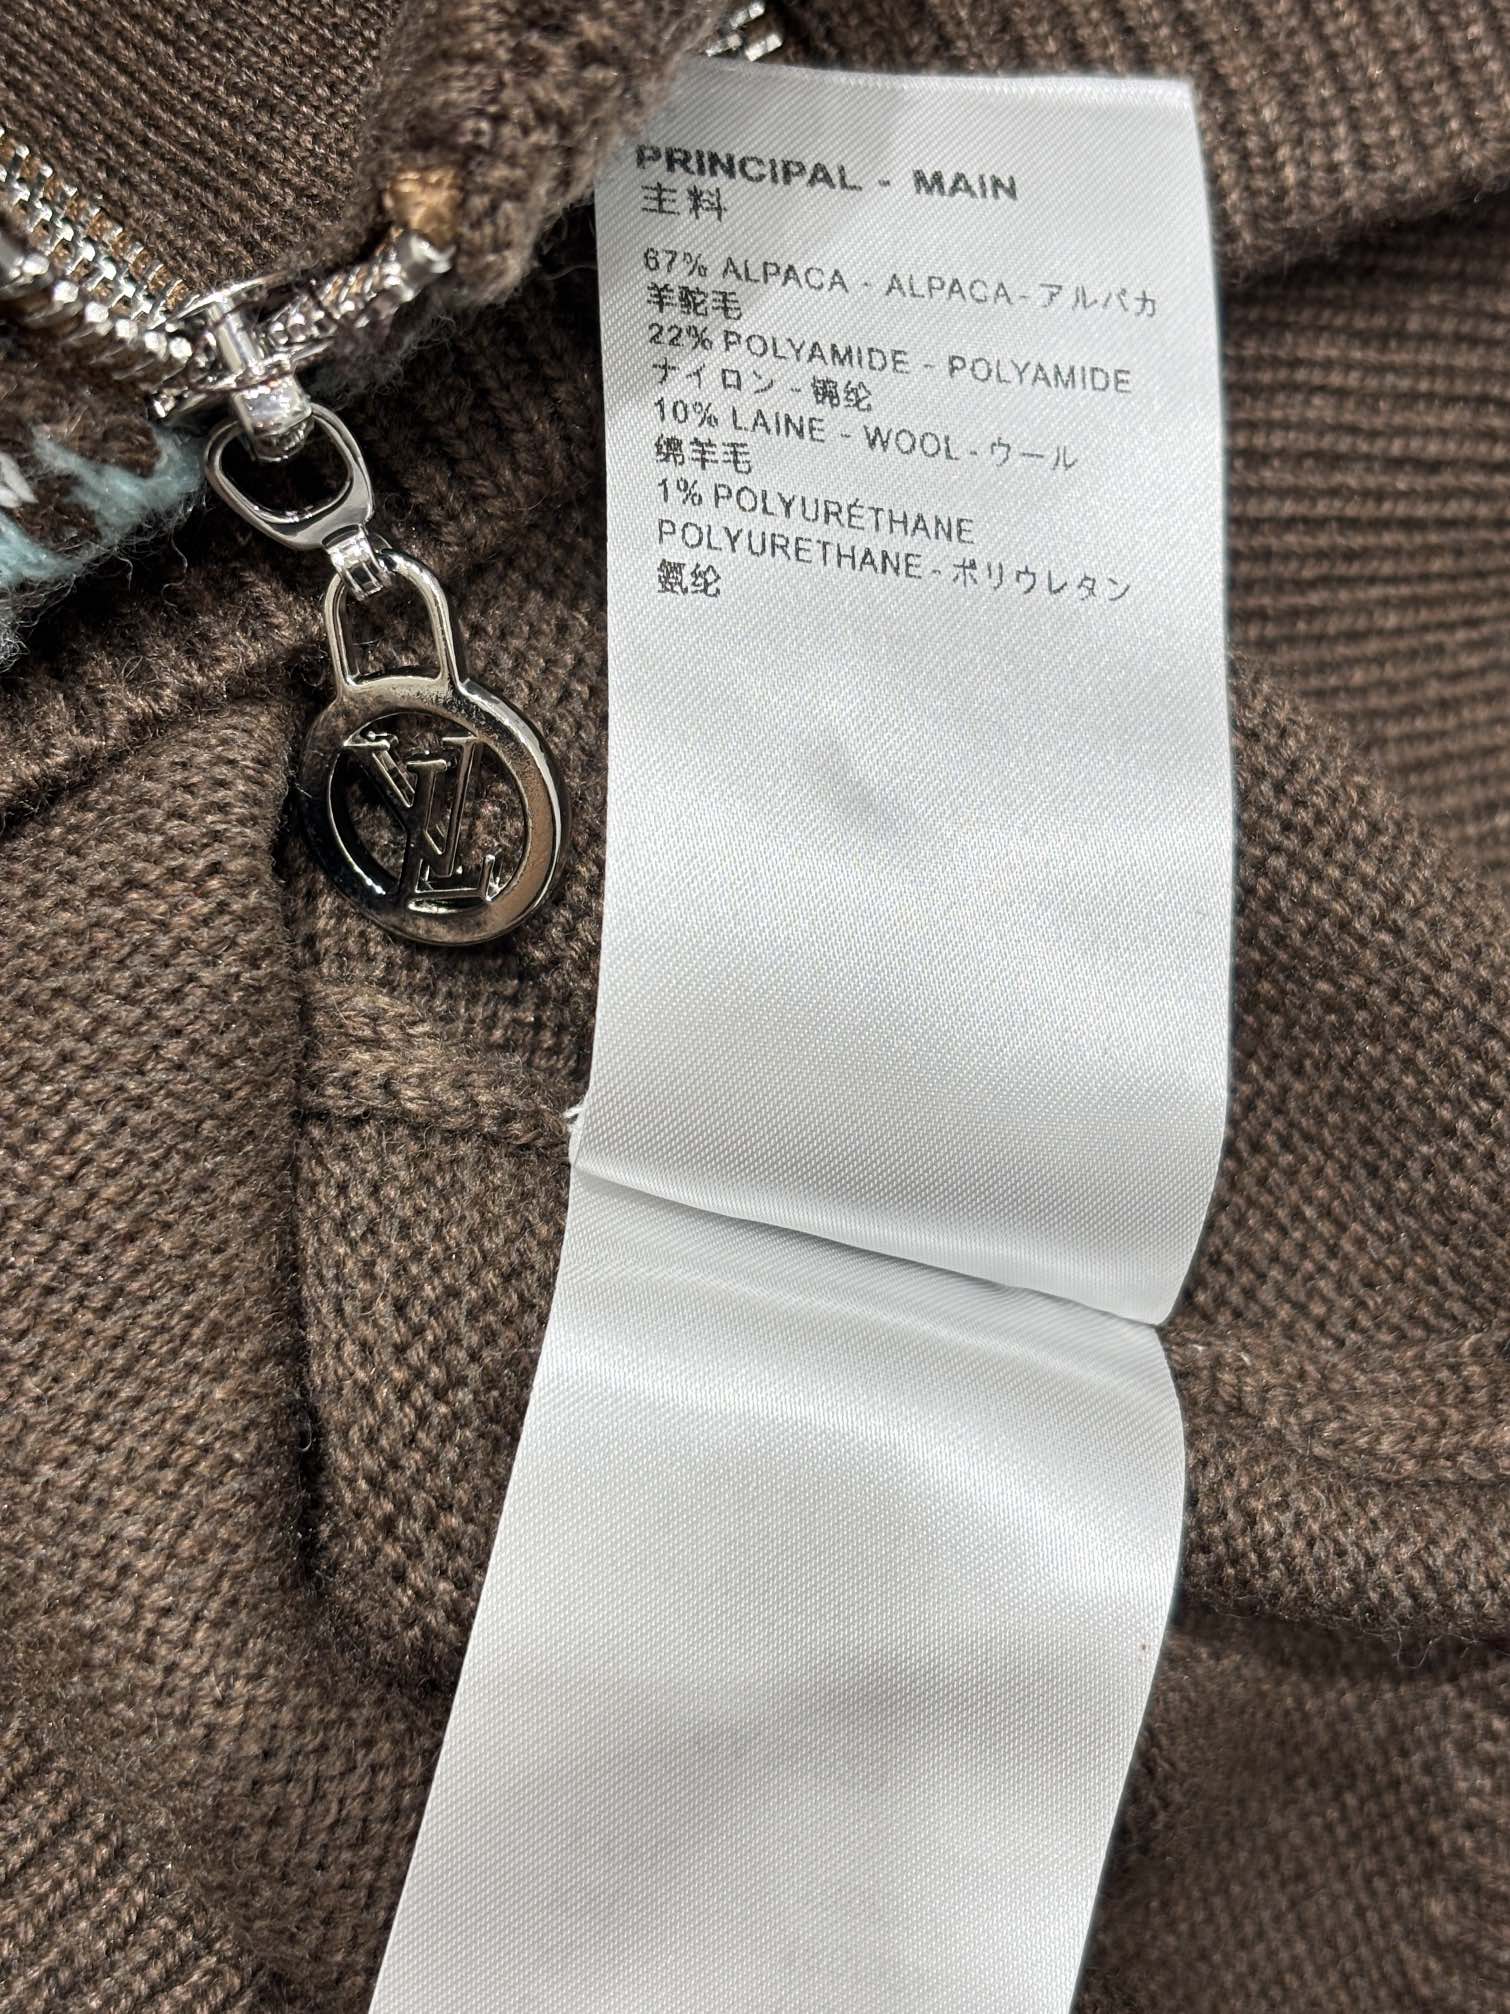 PRINCIPAL - MAIN
主料
67% ALPACA - ALPACA-アルパカ
羊驼毛
22% POLYAMIDE - POLYAMIDE
ナイロン - 锦纶
10% LAINE - WOOL-ウール
绵羊毛
1% POLYURÉTHANE
POLYURETHANE-ポリウレタン
氨纶
LV